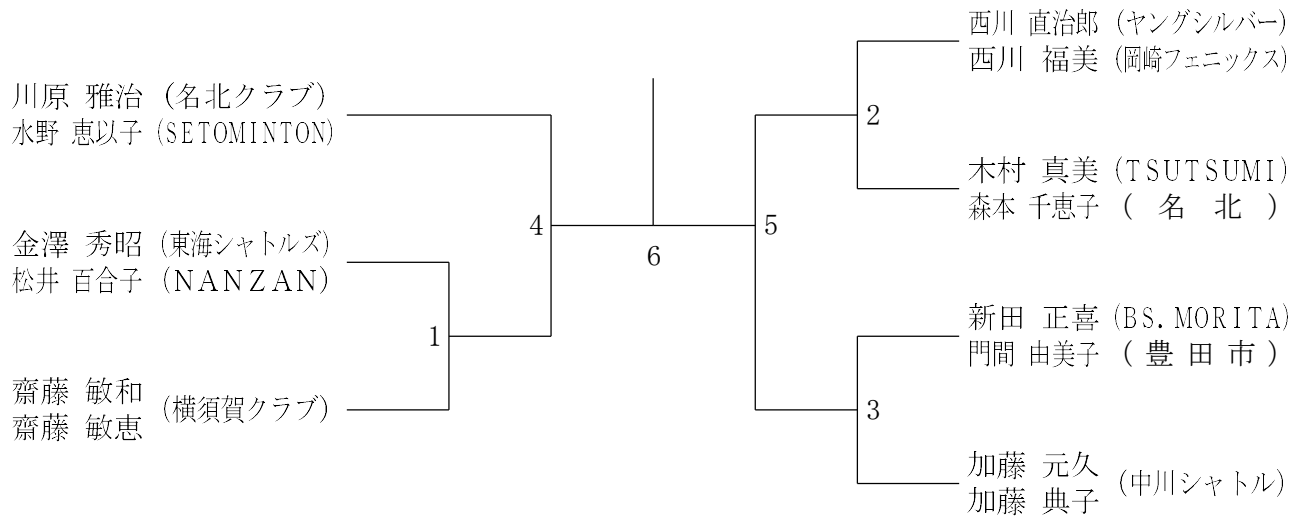 川原 雅治 (名北クラブ)
水野 恵以子 (SETOMINTON)
金澤 秀昭 (東海シャトルズ)
松井 百合子 (NANZAN)
齋藤 敏和
齋藤 敏恵
(横須賀クラブ)
1
4
6
5
2
3
西川 直治郎 (ヤングシルバー)
西川 福美 (岡崎フェニックス)
木村 真美 (TSUTSUMI)
森本 千恵子 (名北)
新田 正喜 (BS.MORITA)
門間 由美子 (豊田市)
加藤 元久
加藤 典子
(中川シャトル)